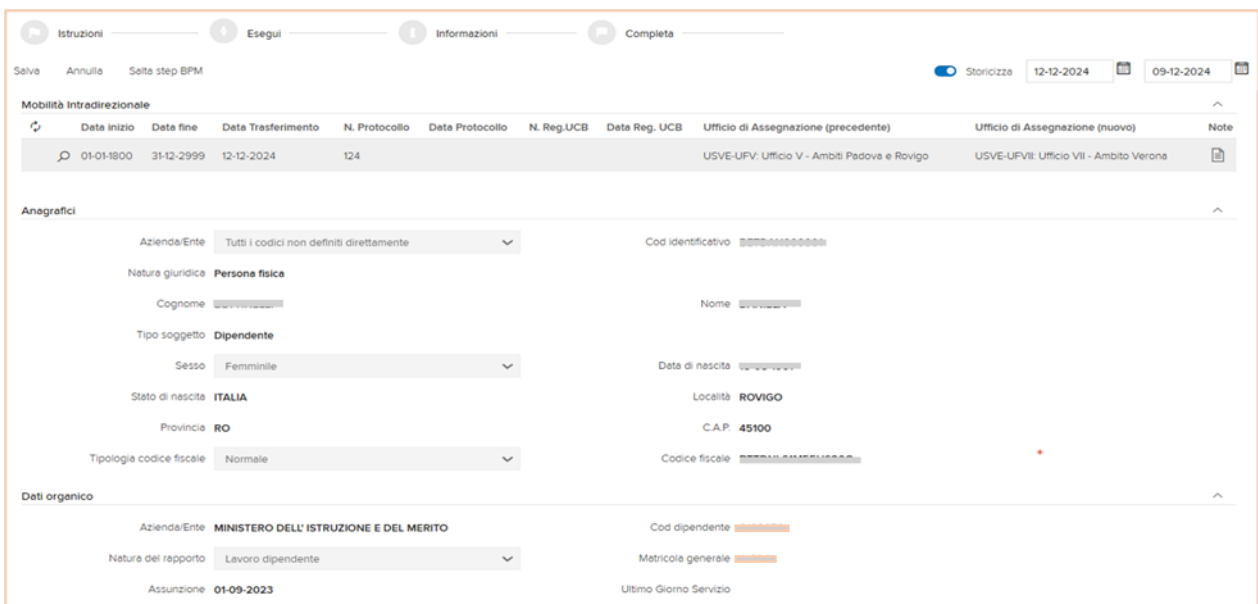 Istruzioni Esegui Informazioni Completa
Salva Annulla Salta step BPM Storicizza 12-12-2024 09-12-2024
Mobilità Intradirezionale
Data inizio Data fine Data Trasferimento N. Protocollo Data Protocollo N. Reg.UCB Data Reg. UCB Ufficio di Assegnazione (precedente) Ufficio di Assegnazione (nuovo) Note
01-01-1800 31-12-2999 12-12-2024 124 USVE-UFV: Ufficio V - Ambiti Padova e Rovigo USVE-UFVII: Ufficio VII - Ambito Verona
Anagrafici
Azienda/Ente Tutti i codici non definiti direttamente Cod identificativo
Natura giuridica Persona fisica
Cognome Nome
Tipo soggetto Dipendente
Sesso Femminile Data di nascita
Stato di nascita ITALIA Località ROVIGO
Provincia RO C.A.P. 45100
Tipologia codice fiscale Normale Codice fiscale *
Dati organico
Azienda/Ente MINISTERO DELL' ISTRUZIONE E DEL MERITO Cod dipendente
Natura del rapporto Lavoro dipendente Matricola generale
Assunzione 01-09-2023 Ultimo Giorno Servizio